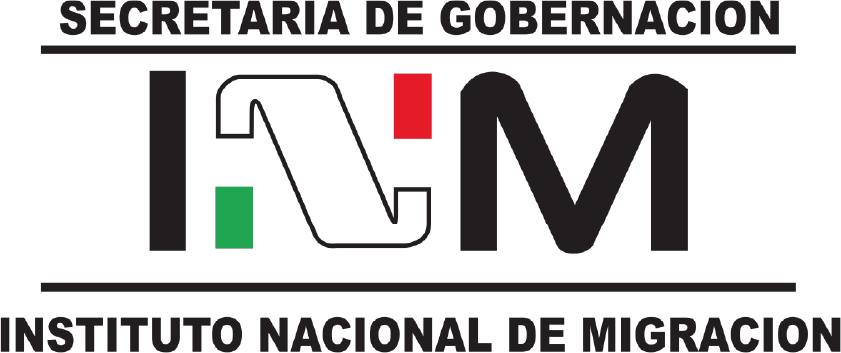 SECRETARIA DE GOBERNACION
INM
INSTITUTO NACIONAL DE MIGRACION